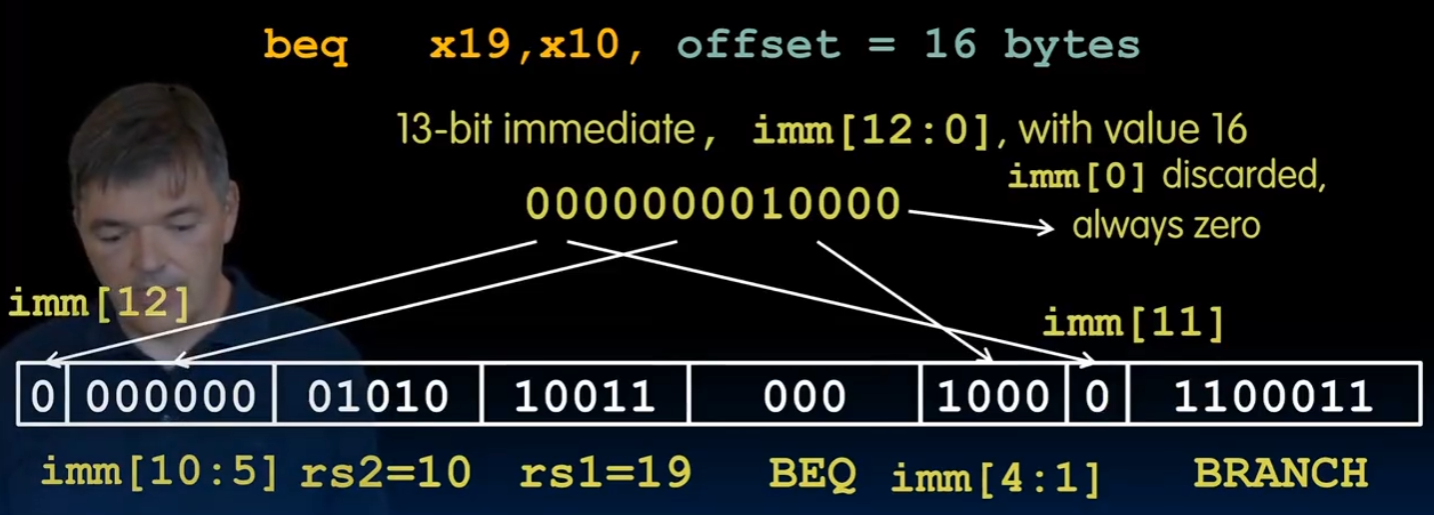 beq x19,x10, offset = 16 bytes
13-bit immediate, imm[12:0], with value 16
imm[0] discarded,
always zero
0000000010000
imm[12]
imm[11]
0 000000 01010 10011 000 1000 0 1100011
imm[10:5] rs2=10 rs1=19 BEQ imm[4:1] BRANCH